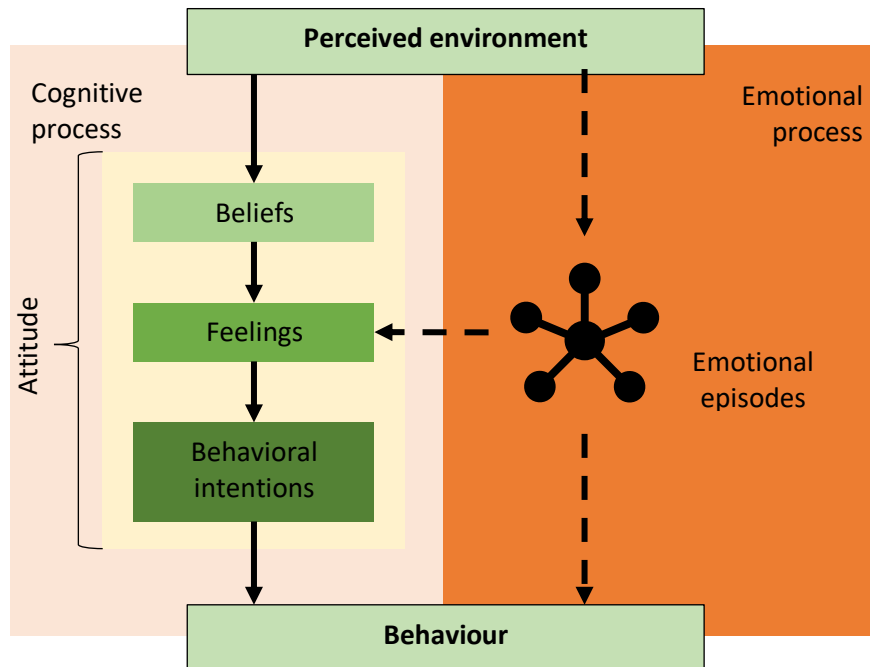 Perceived environment
Cognitive
process
Emotional
process
Attitude
Beliefs
Feelings
Behavioral
intentions
Emotional
episodes
Behaviour